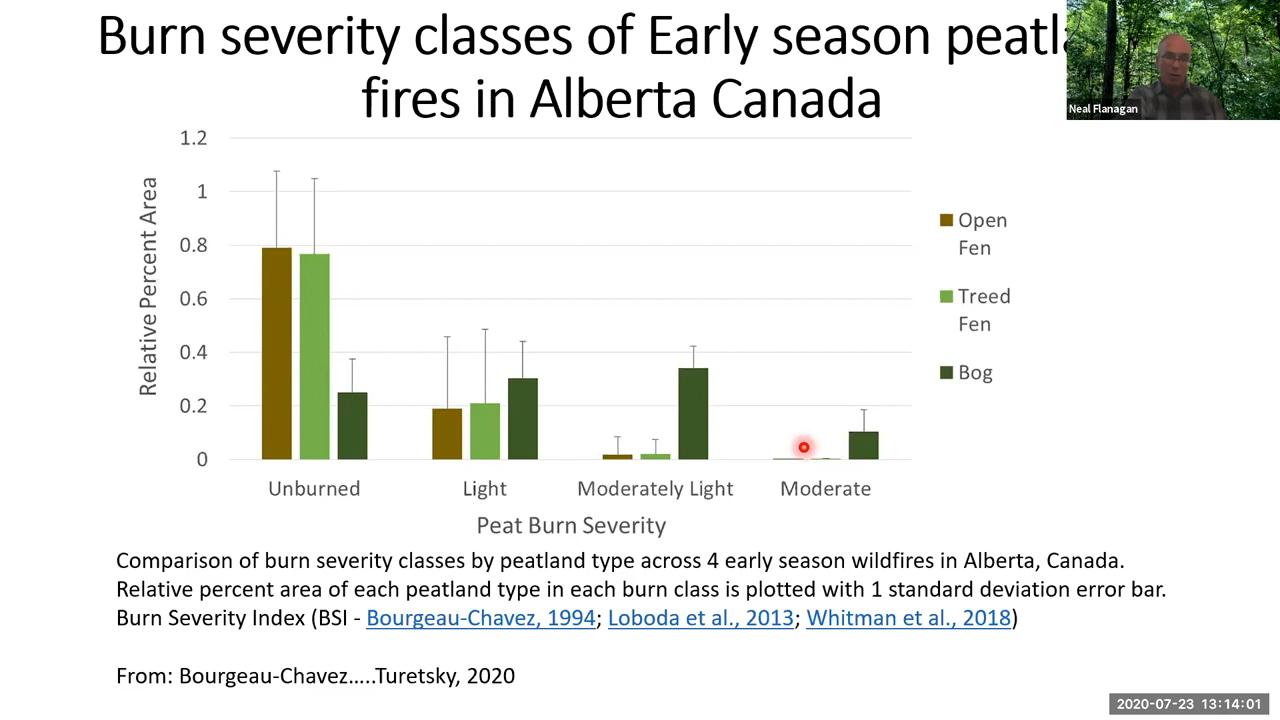 Burn severity classes of Early season
fires in Alberta Canada
Neal Flanagan
1.2
1
0.8
0.6
0.4
0.2
0
Relative Percent Area
Unburned
Light
Moderately Light
Moderate
Peat Burn Severity
Open
Fen
Treed
Fen
Bog
Comparison of burn severity classes by peatland type across 4 early season wildfires in Alberta, Canada.
Relative percent area of each peatland type in each burn class is plotted with 1 standard deviation error bar.
Burn Severity Index (BSI - Bourgeau-Chavez, 1994; Loboda et al., 2013; Whitman et al., 2018)
From: Bourgeau-Chavez…..Turetsky, 2020
2020-07-23 13:14:01